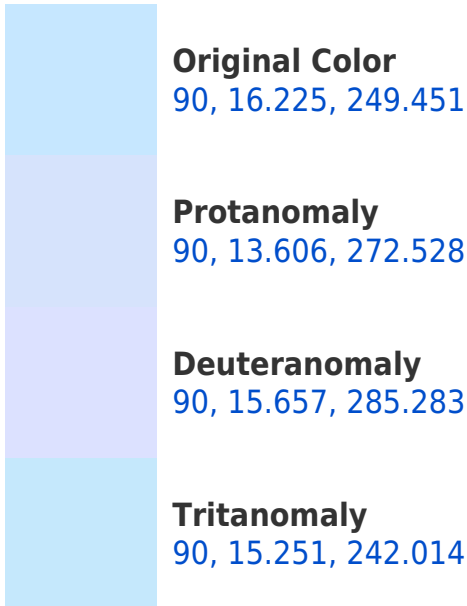 Original Color
90, 16.225, 249.451
Protanomaly
90, 13.606, 272.528
Deuteranomaly
90, 15.657, 285.283
Tritanomaly
90, 15.251, 242.014